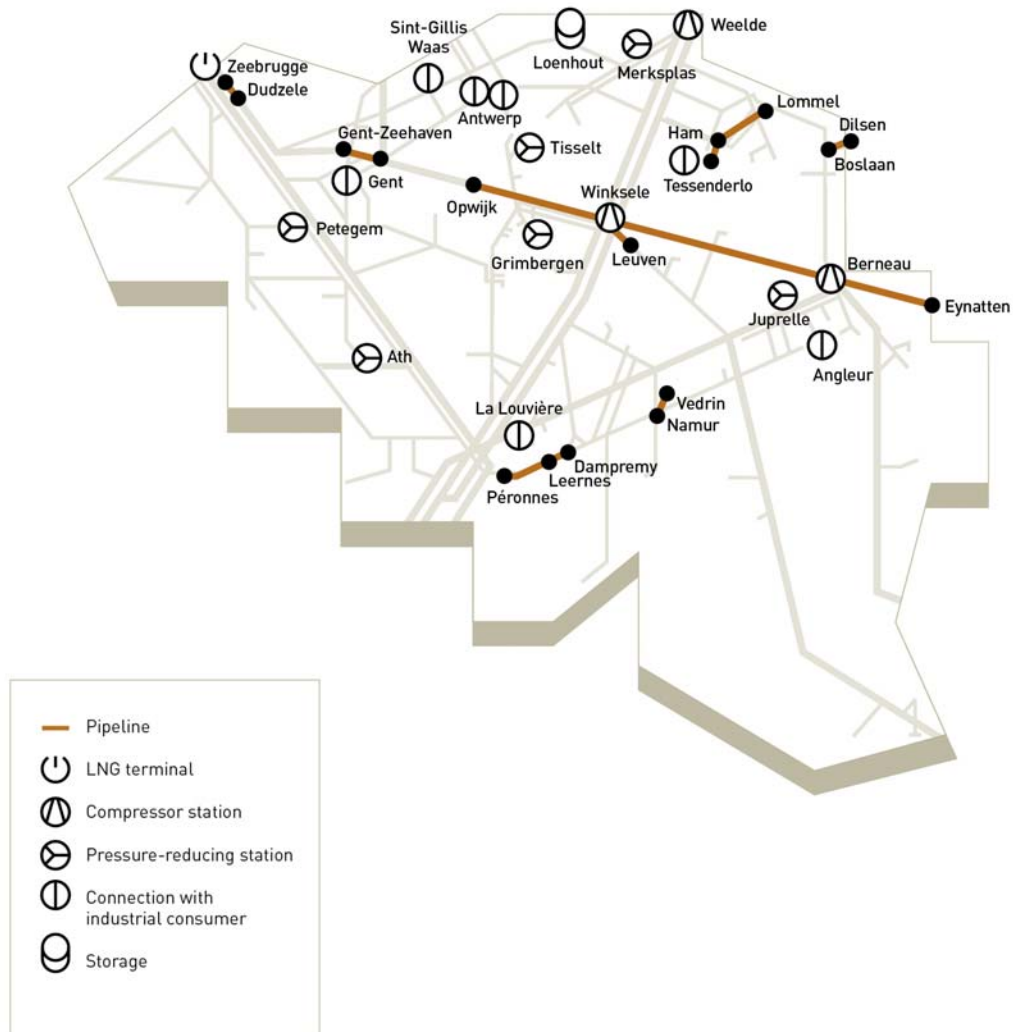 Weelde
Sint-Gillis
Waas
Loenhout
Merksplas
Zeebrugge
Dudzele
Antwerp
Lommel
Gent-Zeehaven
Ham
Dilsen
Tisselt
Boslaan
Gent
Tessenderlo
Opwijk
Winksele
Petegem
Grimbergen
Leuven
Berneau
Eynatten
Juprelle
Ath
Angleur
La Louvière
Vedrin
Namur
Dampremy
Leernes
Péronnes
Pipeline
LNG terminal
Compressor station
Pressure-reducing station
Connection with
industrial consumer
Storage